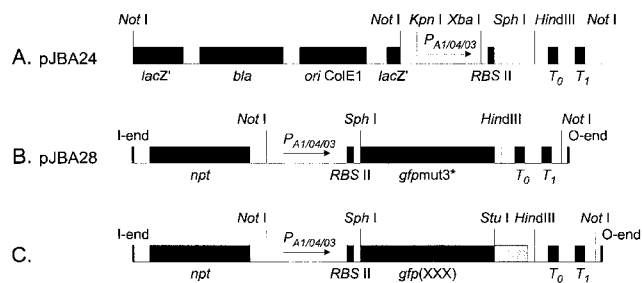 Not I Not I Kpn I Xba I Sph I HindIII Not I
A. pJBA24 P A1/04/03
lacZ' bla ori ColE1 lacZ' RBS II T0 T1
I-end Not I Sph I HindIII Not I O-end
B. pJBA28 P A1/04/03
npt RBS II gfpmut3* T0 T1
I-end Not I Sph I Stu I HindIII Not I O-end
C. P A1/04/03
npt RBS II gfp(XXX) T0 T1